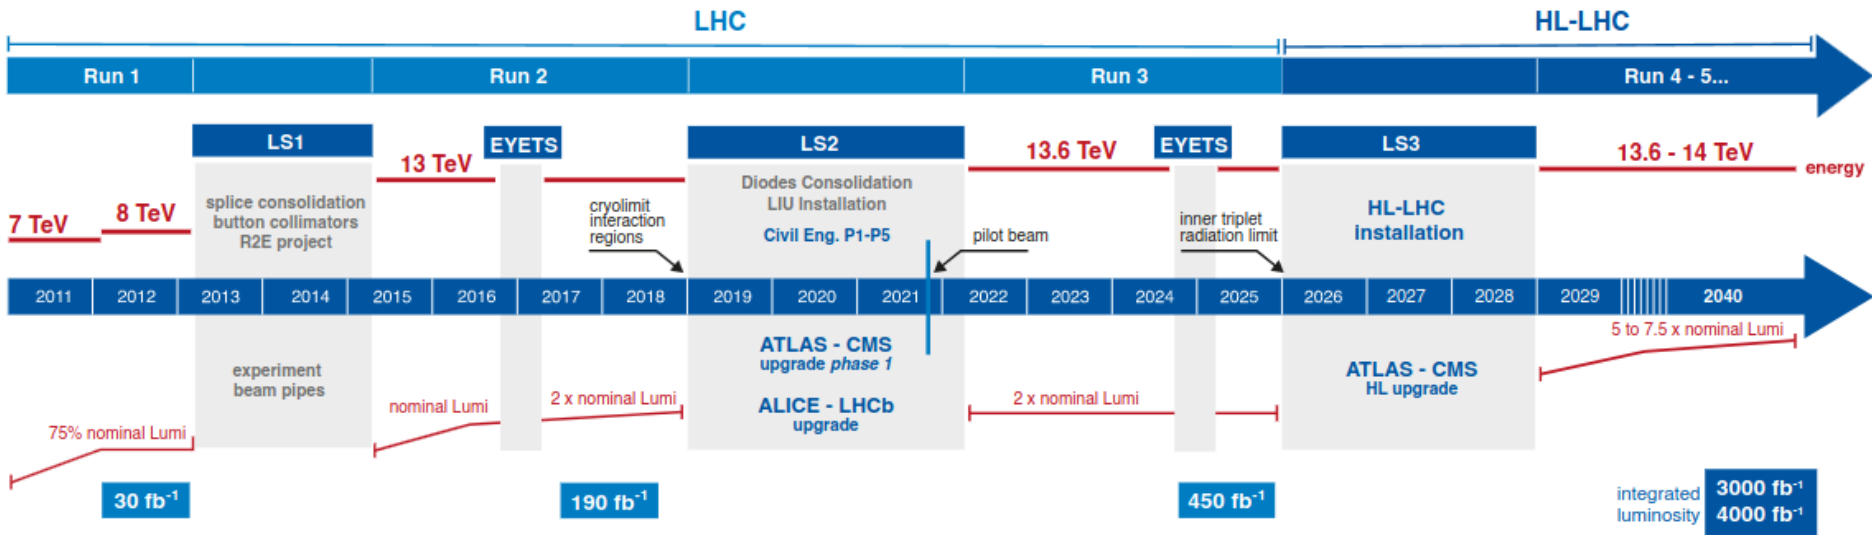 LHC
HL-LHC
Run 1
Run 2
Run 3
Run 4 - 5...
LS1
EYETS
LS2
EYETS
LS3
13 TeV
13.6 TeV
13.6 - 14 TeV
energy
7 TeV
8 TeV
splice consolidation
button collimators
R2E project
cryolimit
interaction
regions
Diodes Consolidation
LIU Installation
Civil Eng. P1-P5
pilot beam
inner triplet
radiation limit
HL-LHC
installation
2011
2012
2013
2014
2015
2016
2017
2018
2019
2020
2021
2022
2023
2024
2025
2026
2027
2028
2029
2040
5 to 7.5 x nominal Lumi
experiment
beam pipes
ATLAS - CMS
upgrade phase 1
ALICE - LHCb
upgrade
ATLAS - CMS
HL upgrade
75% nominal Lumi
nominal Lumi
2 x nominal Lumi
2 x nominal Lumi
30 fb⁻¹
190 fb⁻¹
450 fb⁻¹
integrated
luminosity
3000 fb⁻¹
4000 fb⁻¹